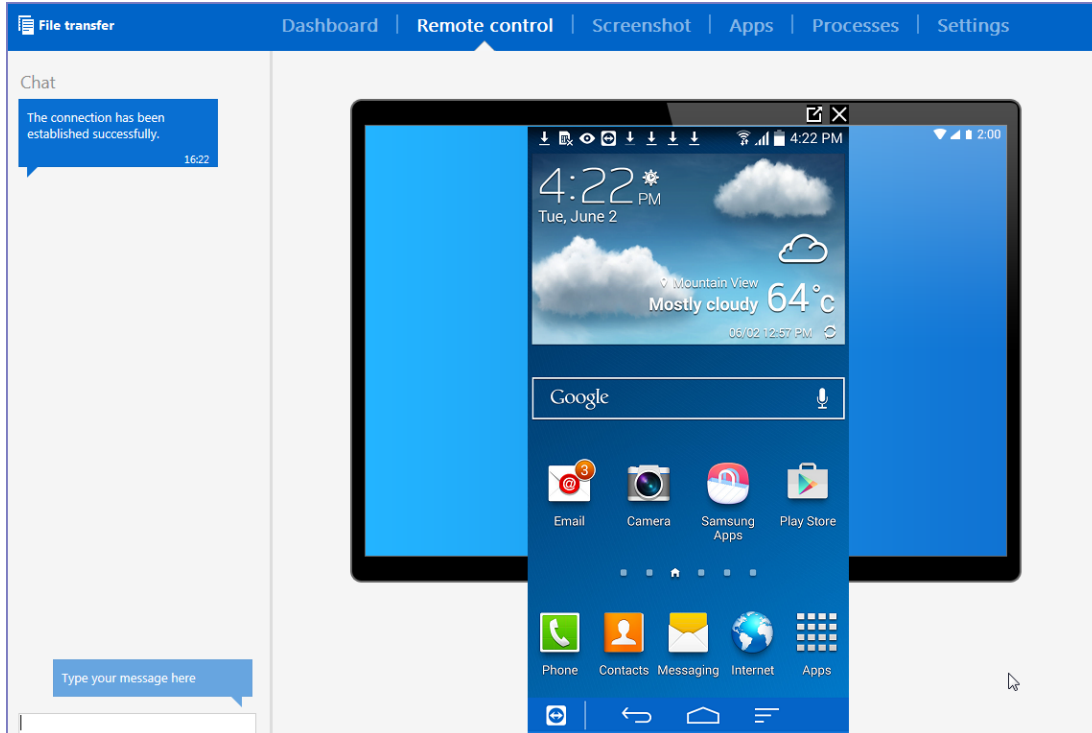 File transfer
Dashboard | Remote control | Screenshot | Apps | Processes | Settings
Chat
The connection has been
established successfully.
16:22
4:22 PM
2:00
4:22 PM
Tue, June 2
Mountain View
Mostly cloudy 64°c
06/02 12:57 PM
Google
3
@
Email
Camera
Samsung
Apps
Play Store
Phone
Contacts
Messaging
Internet
Apps
Type your message here